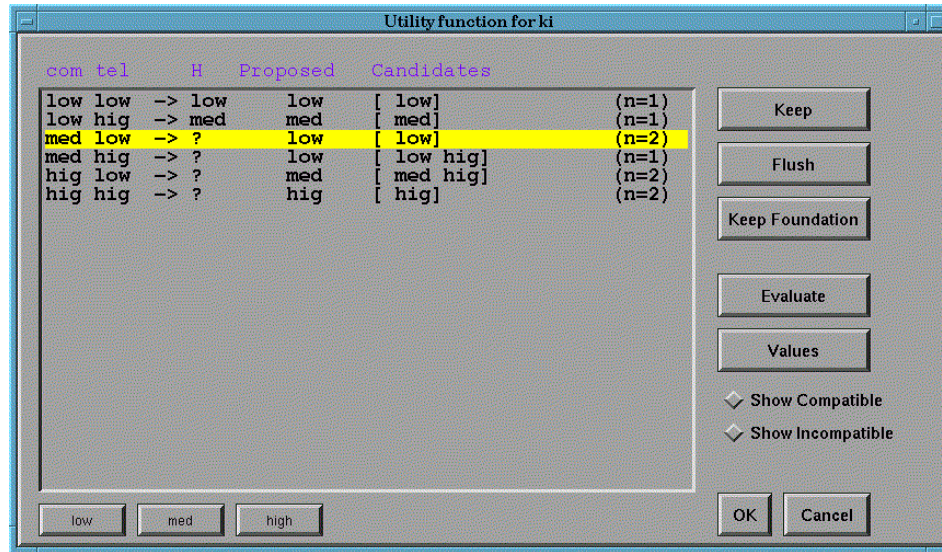 Utility function for ki
com tel H Proposed Candidates
low low -> low low [ low] (n=1)
low hig -> med med [ med] (n=1)
med low -> ? low [ low] (n=2)
med hig -> ? low [ low hig] (n=1)
hig low -> ? med [ med hig] (n=2)
hig hig -> ? hig [ hig] (n=2)
Keep
Flush
Keep Foundation
Evaluate
Values
Show Compatible
Show Incompatible
low med high
OK Cancel